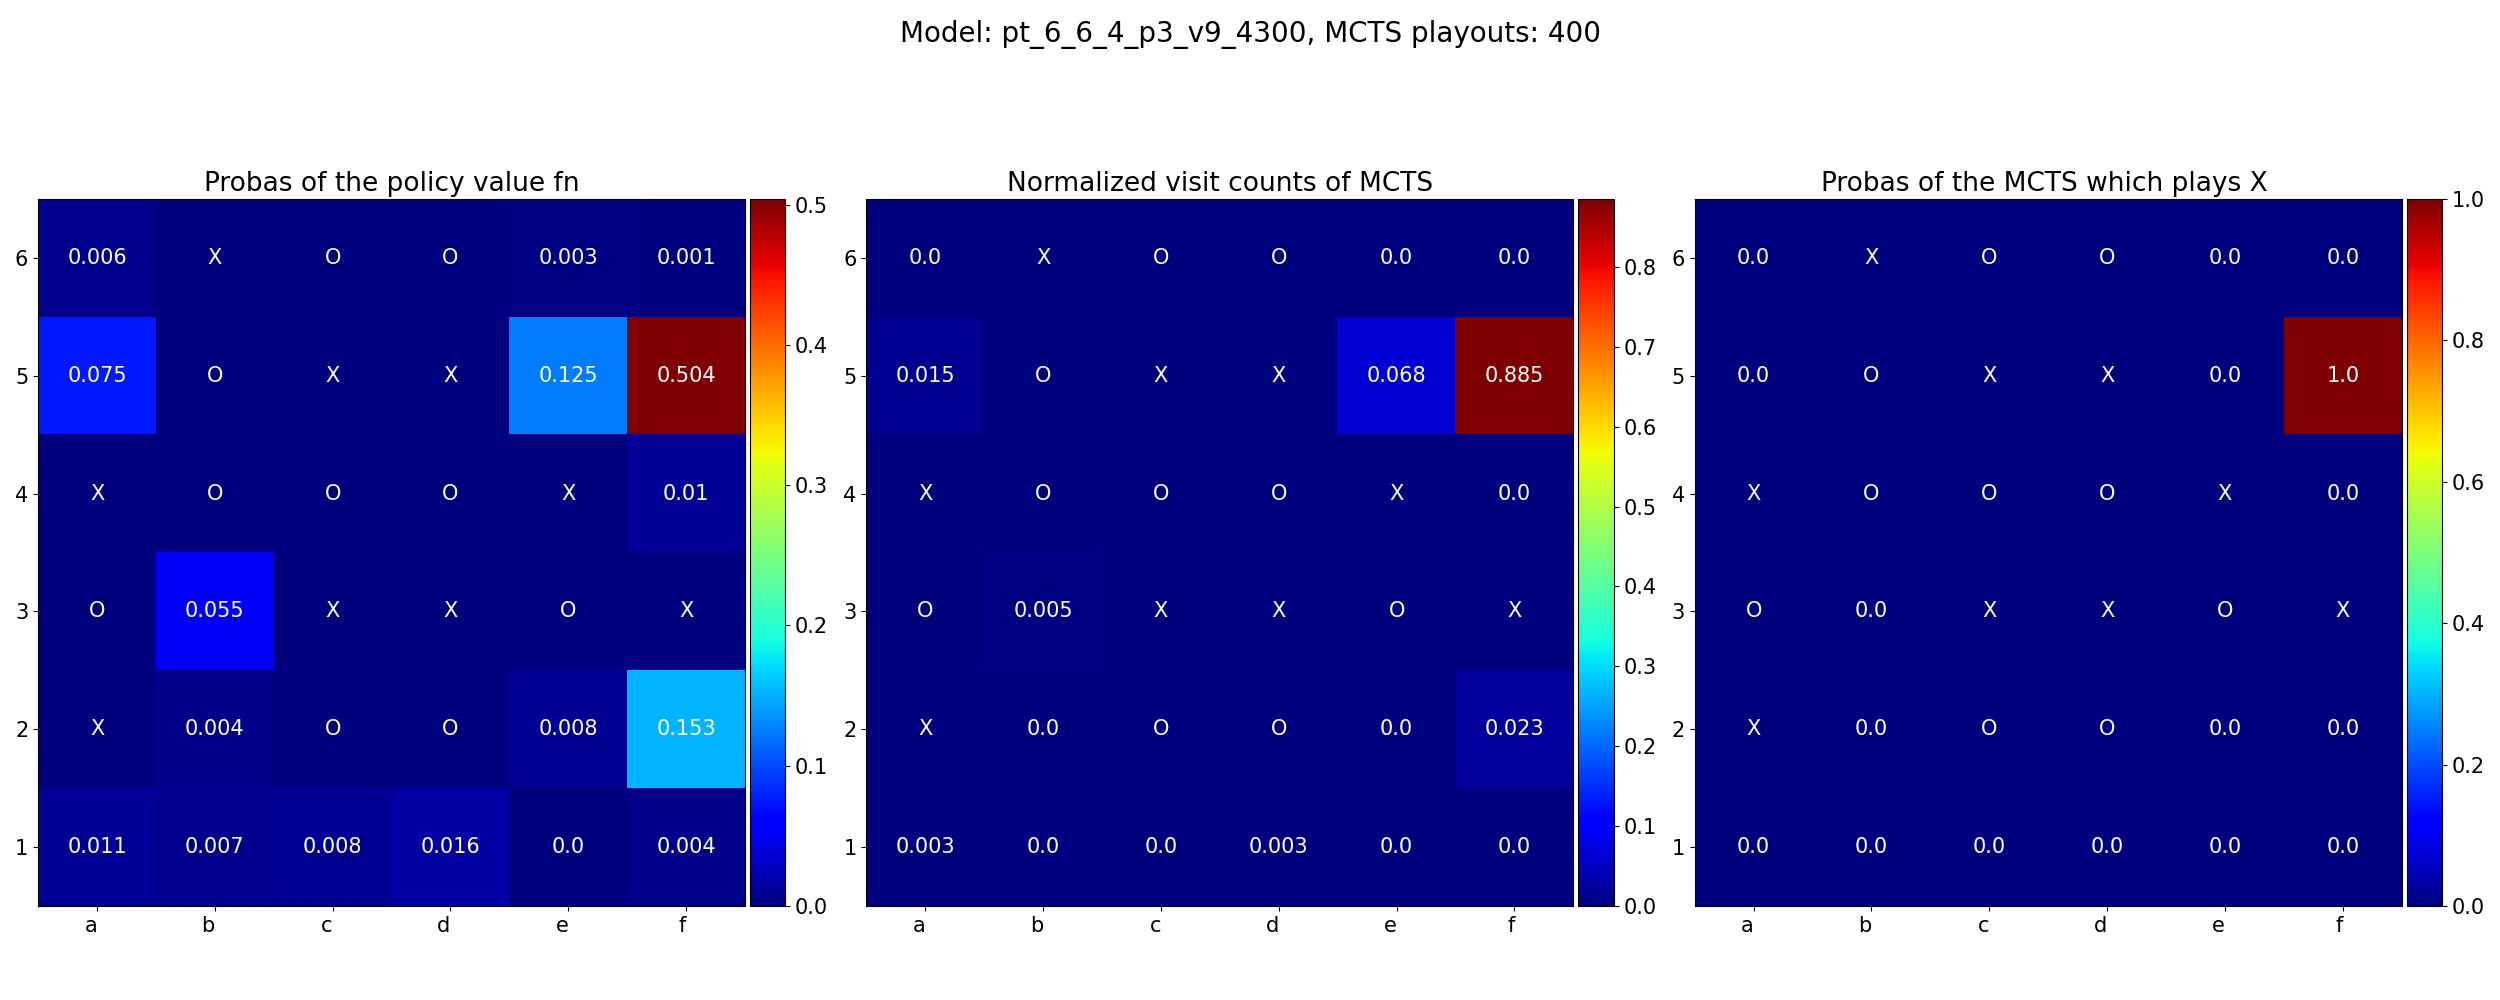 Model: pt_6_6_4_p3_v9_4300, MCTS playouts: 400
Probas of the policy value fn
6 0.006 X O O 0.003 0.001
5 0.075 O X X 0.125 0.504
4 X O O O X 0.01
3 O 0.055 X X O X
2 X 0.004 O O 0.008 0.153
1 0.011 0.007 0.008 0.016 0.0 0.004
a b c d e f
0.5
0.4
0.3
0.2
0.1
0.0
Normalized visit counts of MCTS
6 0.0 X O O 0.0 0.0
5 0.015 O X X 0.068 0.885
4 X O O O X 0.0
3 O 0.005 X X O X
2 X 0.0 O O 0.0 0.023
1 0.003 0.0 0.0 0.003 0.0 0.0
a b c d e f
0.8
0.7
0.6
0.5
0.4
0.3
0.2
0.1
0.0
Probas of the MCTS which plays X
6 0.0 X O O 0.0 0.0
5 0.0 O X X 0.0 1.0
4 X O O O X 0.0
3 O 0.0 X X O X
2 X 0.0 O O 0.0 0.0
1 0.0 0.0 0.0 0.0 0.0 0.0
a b c d e f
1.0
0.8
0.6
0.4
0.2
0.0